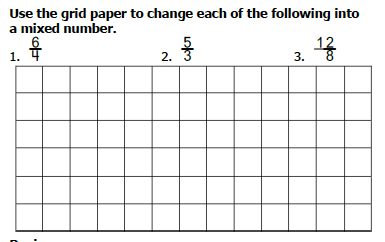 Use the grid paper to change each of the following into
a mixed number.
1. 6/4 2. 5/3 3. 12/8